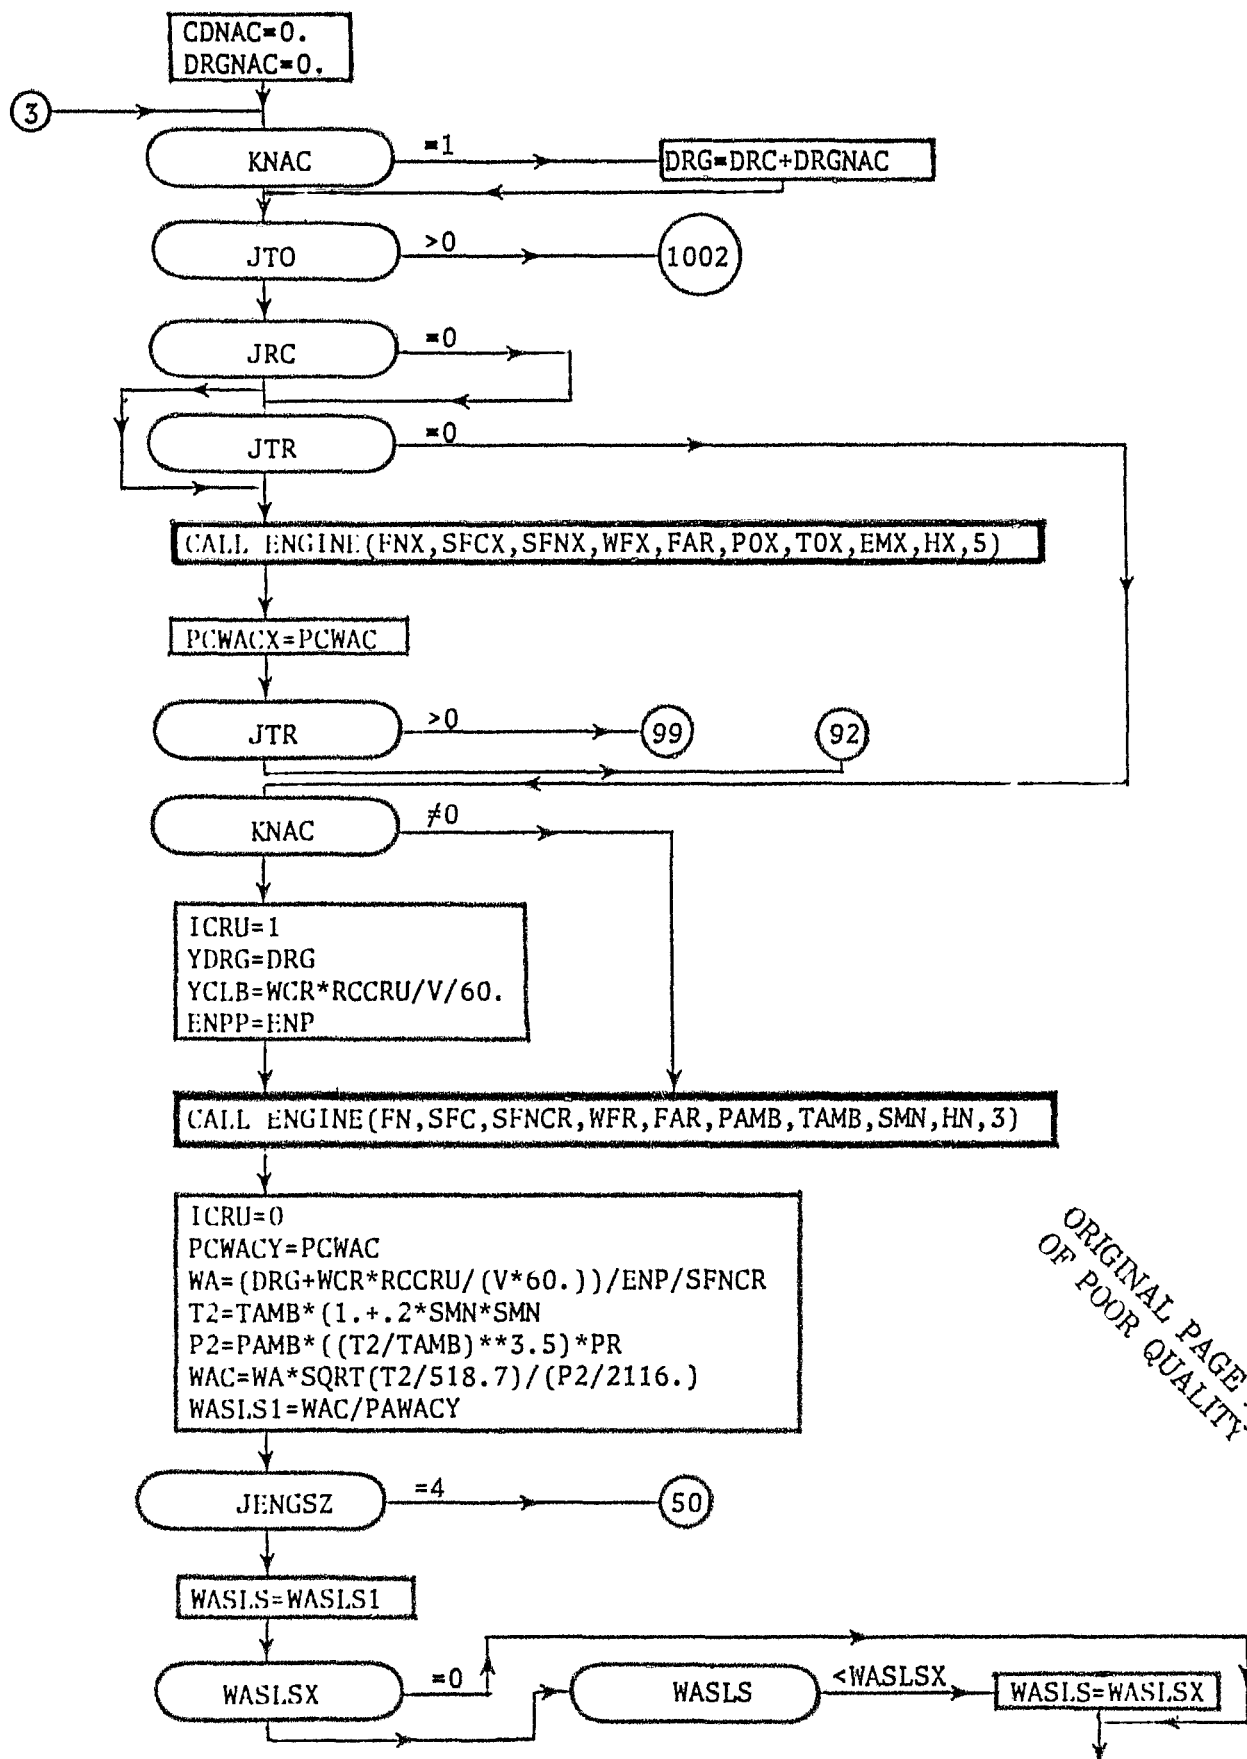 CDNAC=0.
DRGNAC=0.
3
KNAC
=1
DRG=DRC+DRGNAC
JTO
>0
1002
JRC
=0
JTR
=0
CALL ENGINE(FNX,SFCX,SFNX,WFX,FAR,POX,TOX,EMX,HX,5)
PCWACX=PCWAC
JTR
>0
99
92
KNAC
≠0
ICRU=1
YDRG=DRG
YCLB=WCR*RCCRU/V/60.
ENPP=ENP
CALL ENGINE(FN,SFC,SFNCR,WFR,FAR,PAMB,TAMB,SMN,HN,3)
ICRU=0
PCWACY=PCWAC
WA=(DRG+WCR*RCCRU/(V*60.))/ENP/SFNCR
T2=TAMB*(1.+.2*SMN*SMN
P2=PAMB*((T2/TAMB)**3.5)*PR
WAC=WA*SQRT(T2/518.7)/(P2/2116.)
WASLS1=WAC/PAWACY
ORIGINAL PAGE
OF POOR QUALITY
JENGSZ
=4
50
WASLS=WASLS1
WASLSX
=0
WASLS
<WASLSX
WASLS=WASLSX